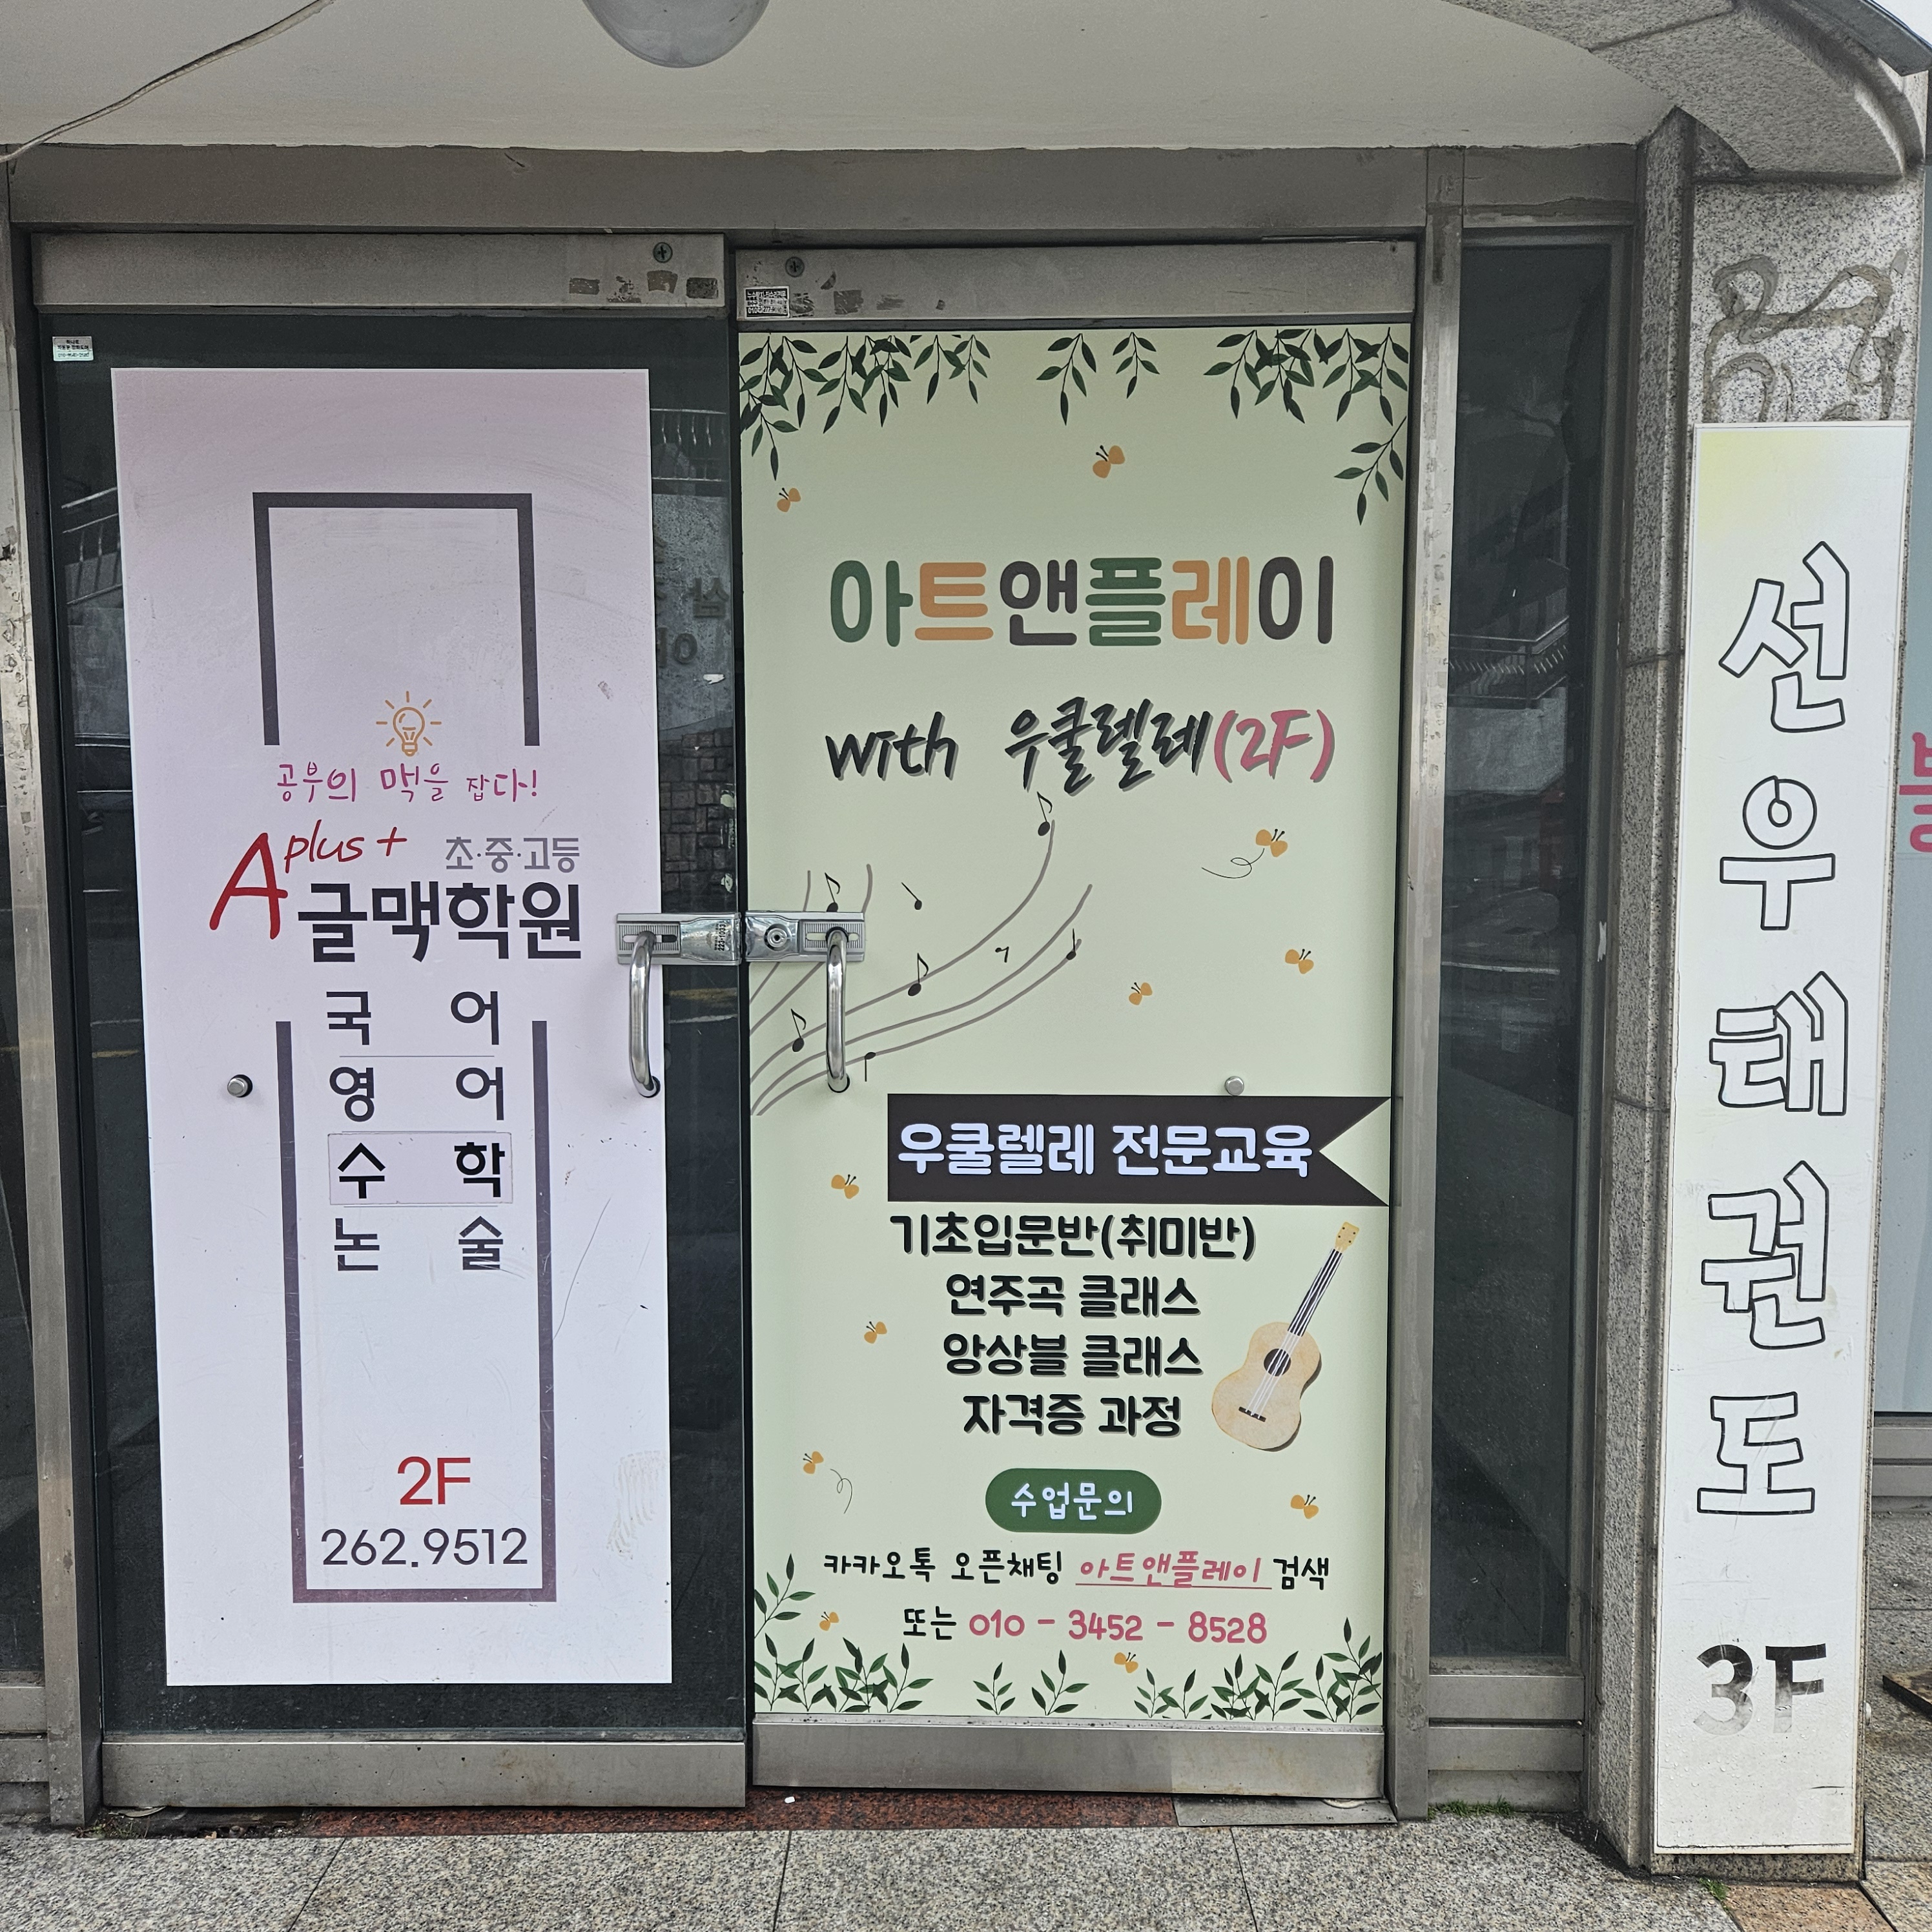 공부의 맥을 잡다!
Aplus+ 초·중·고등
글맥학원
국어
영어
수학
논술
2F
262.9512
아트앤플레이
with 우쿨렐레(2F)
우쿨렐레 전문교육
기초입문반(취미반)
연주곡 클래스
앙상블 클래스
자격증 과정
수업문의
카카오톡 오픈채팅 아트앤플레이 검색
또는 010 - 3452 - 8528
선우태권도
3F